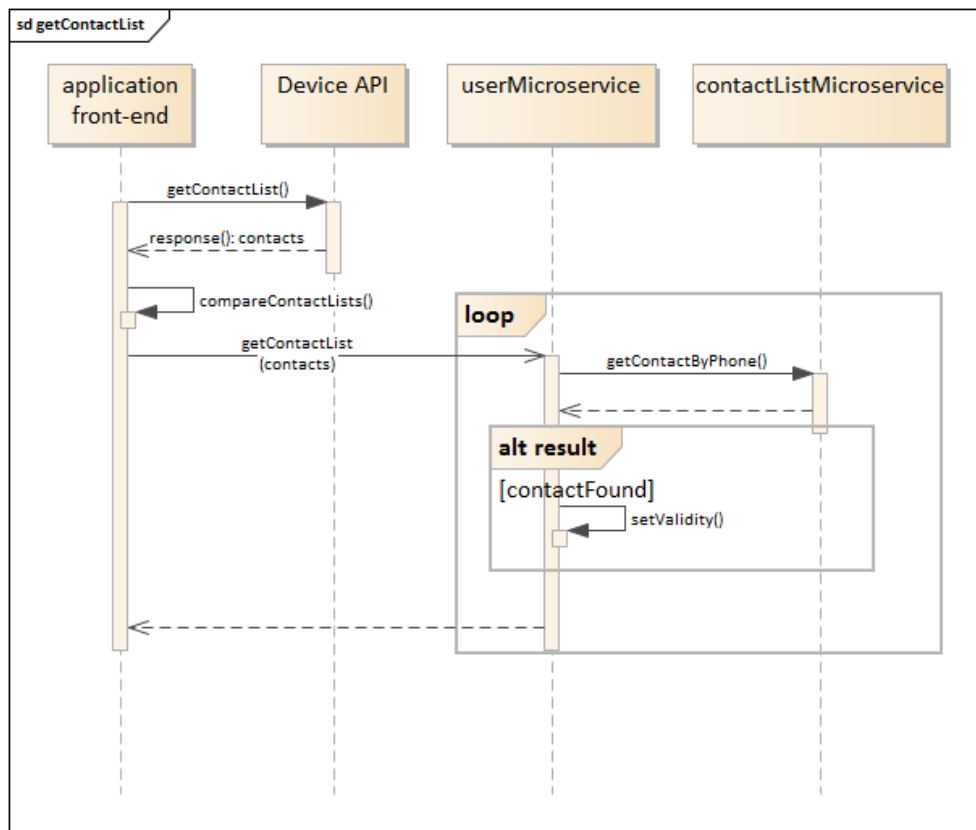 sd getContactList
application
front-end
Device API
userMicroservice
contactListMicroservice
getContactList()
response(): contacts
compareContactLists()
loop
getContactList
(contacts)
getContactByPhone()
alt result
[contactFound]
setValidity()